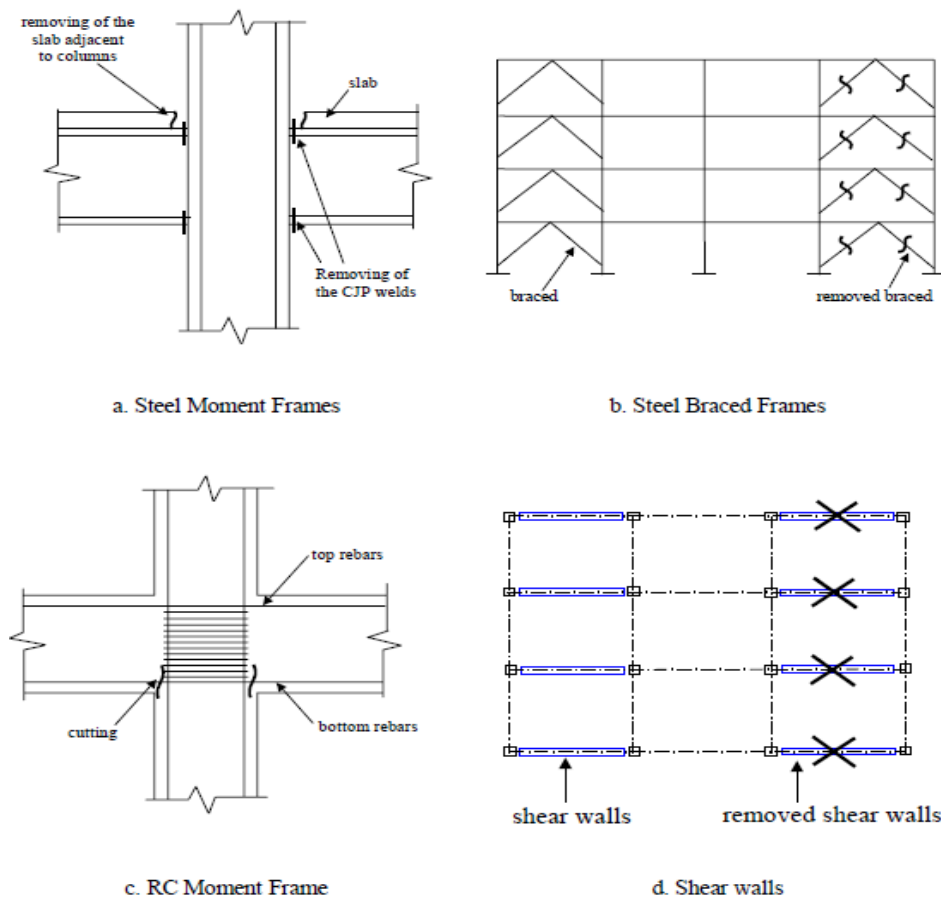 removing of the
slab adjacent
to columns
slab
Removing of
the CJP welds
braced
removed braced
a. Steel Moment Frames
b. Steel Braced Frames
top rebars
cutting
bottom rebars
shear walls
removed shear walls
c. RC Moment Frame
d. Shear walls